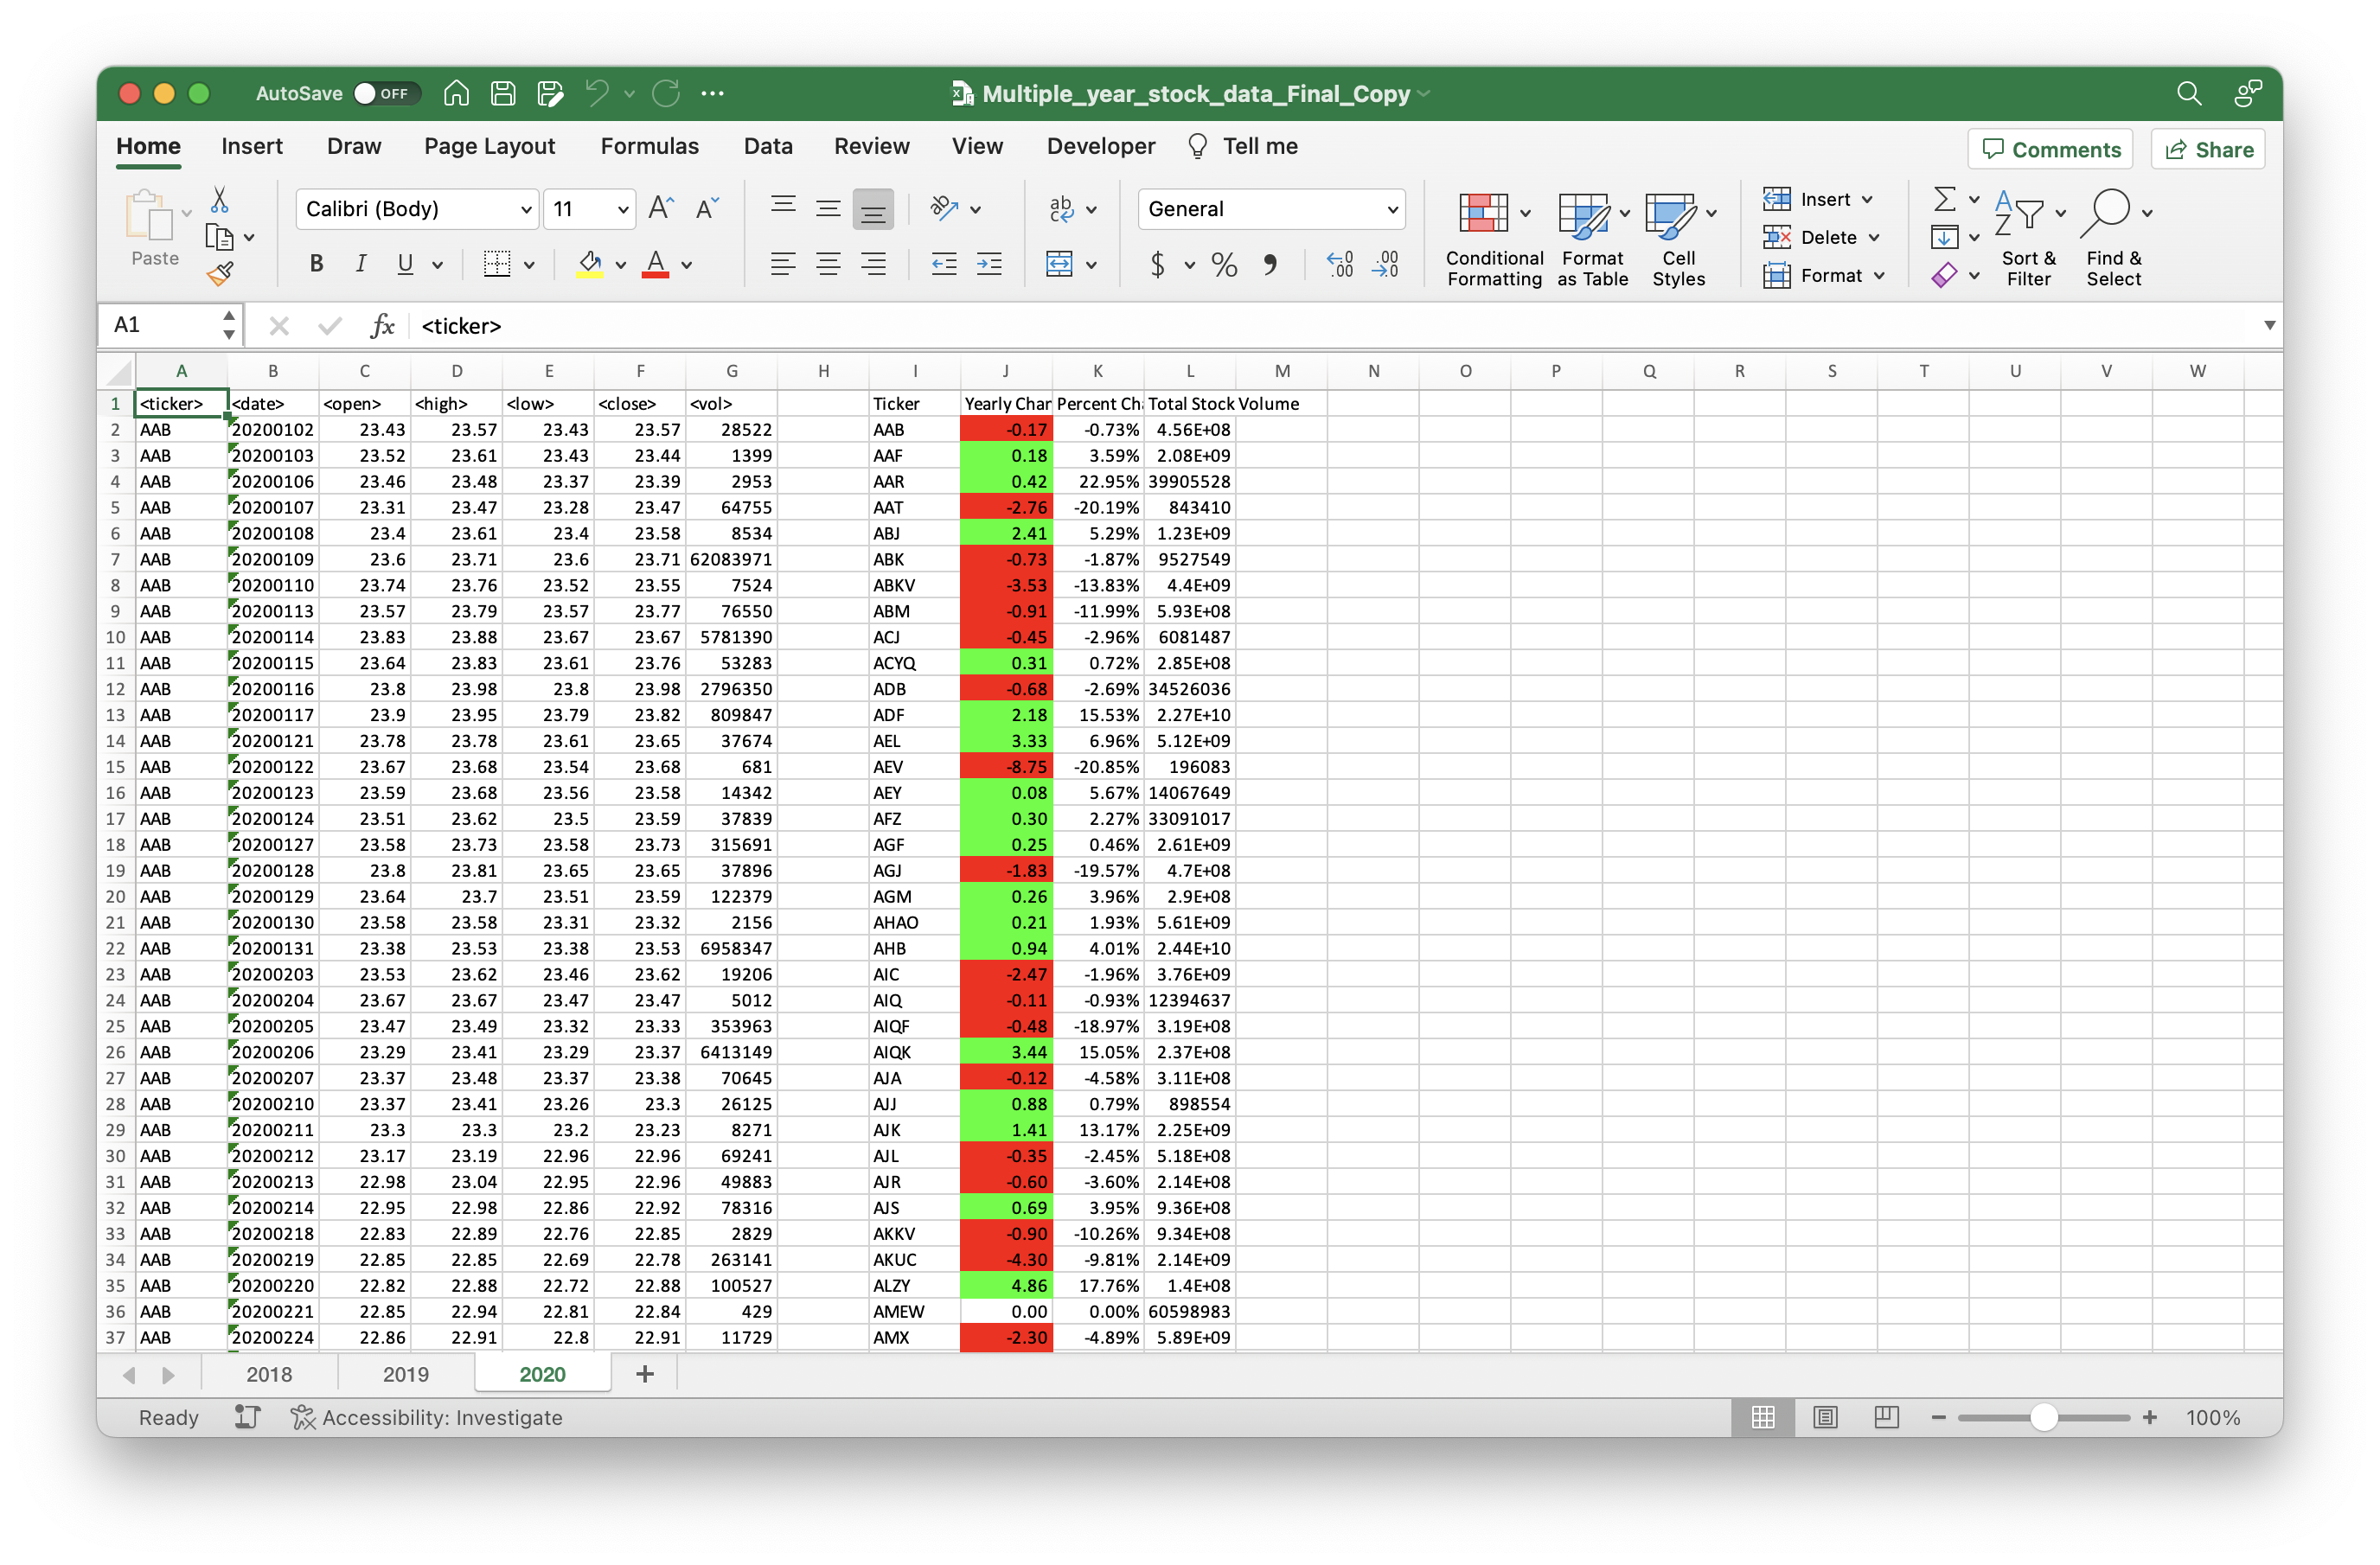 AutoSave OFF Multiple_year_stock_data_Final_Copy
Home Insert Draw Page Layout Formulas Data Review View Developer Tell me Comments Share
Paste Calibri (Body) 11 General Conditional Formatting Format as Table Cell Styles Insert Delete Format Sort & Filter Find & Select
A1 fx <ticker>
A B C D E F G H I J K L M N O P Q R S T U V W
1 <ticker> <date> <open> <high> <low> <close> <vol> Ticker Yearly Char Percent Ch Total Stock Volume
2 AAB 20200102 23.43 23.57 23.43 23.57 28522 AAB -0.17 -0.73% 4.56E+08
3 AAB 20200103 23.52 23.61 23.43 23.44 1399 AAF 0.18 3.59% 2.08E+09
4 AAB 20200106 23.46 23.48 23.37 23.39 2953 AAR 0.42 22.95% 39905528
5 AAB 20200107 23.31 23.47 23.28 23.47 64755 AAT -2.76 -20.19% 843410
6 AAB 20200108 23.4 23.61 23.4 23.58 8534 ABJ 2.41 5.29% 1.23E+09
7 AAB 20200109 23.6 23.71 23.6 23.71 62083971 ABK -0.73 -1.87% 9527549
8 AAB 20200110 23.74 23.76 23.52 23.55 7524 ABKV -3.53 -13.83% 4.4E+09
9 AAB 20200113 23.57 23.79 23.57 23.77 76550 ABM -0.91 -11.99% 5.93E+08
10 AAB 20200114 23.83 23.88 23.67 23.67 5781390 ACJ -0.45 -2.96% 6081487
11 AAB 20200115 23.64 23.83 23.61 23.76 53283 ACYQ 0.31 0.72% 2.85E+08
12 AAB 20200116 23.8 23.98 23.8 23.98 2796350 ADB -0.68 -2.69% 34526036
13 AAB 20200117 23.9 23.95 23.79 23.82 809847 ADF 2.18 15.53% 2.27E+10
14 AAB 20200121 23.78 23.78 23.61 23.65 37674 AEL 3.33 6.96% 5.12E+09
15 AAB 20200122 23.67 23.68 23.54 23.68 681 AEV -8.75 -20.85% 196083
16 AAB 20200123 23.59 23.68 23.56 23.58 14342 AEY 0.08 5.67% 14067649
17 AAB 20200124 23.51 23.62 23.5 23.59 37839 AFZ 0.30 2.27% 33091017
18 AAB 20200127 23.58 23.73 23.58 23.73 315691 AGF 0.25 0.46% 2.61E+09
19 AAB 20200128 23.8 23.81 23.65 23.65 37896 AGJ -1.83 -19.57% 4.7E+08
20 AAB 20200129 23.64 23.7 23.51 23.59 122379 AGM 0.26 3.96% 2.9E+08
21 AAB 20200130 23.58 23.58 23.31 23.32 2156 AHAO 0.21 1.93% 5.61E+09
22 AAB 20200131 23.38 23.53 23.38 23.53 6958347 AHB 0.94 4.01% 2.44E+10
23 AAB 20200203 23.53 23.62 23.46 23.62 19206 AIC -2.47 -1.96% 3.76E+09
24 AAB 20200204 23.67 23.67 23.47 23.47 5012 AIQ -0.11 -0.93% 12394637
25 AAB 20200205 23.47 23.49 23.32 23.33 353963 AIQF -0.48 -18.97% 3.19E+08
26 AAB 20200206 23.29 23.41 23.29 23.37 6413149 AIQK 3.44 15.05% 2.37E+08
27 AAB 20200207 23.37 23.48 23.37 23.38 70645 AJA -0.12 -4.58% 3.11E+08
28 AAB 20200210 23.37 23.41 23.26 23.3 26125 AJJ 0.88 0.79% 898554
29 AAB 20200211 23.3 23.3 23.2 23.23 8271 AJK 1.41 13.17% 2.25E+09
30 AAB 20200212 23.17 23.19 22.96 22.96 69241 AJL -0.35 -2.45% 5.18E+08
31 AAB 20200213 22.98 23.04 22.95 22.96 49883 AJR -0.60 -3.60% 2.14E+08
32 AAB 20200214 22.95 22.98 22.86 22.92 78316 AJS 0.69 3.95% 9.36E+08
33 AAB 20200218 22.83 22.89 22.76 22.85 2829 AKKV -0.90 -10.26% 9.34E+08
34 AAB 20200219 22.85 22.85 22.69 22.78 263141 AKUC -4.30 -9.81% 2.14E+09
35 AAB 20200220 22.82 22.88 22.72 22.88 100527 ALZY 4.86 17.76% 1.4E+08
36 AAB 20200221 22.85 22.94 22.81 22.84 429 AMEW 0.00 0.00% 60598983
37 AAB 20200224 22.86 22.91 22.8 22.91 11729 AMX -2.30 -4.89% 5.89E+09
2018 2019 2020 +
Ready Accessibility: Investigate 100%